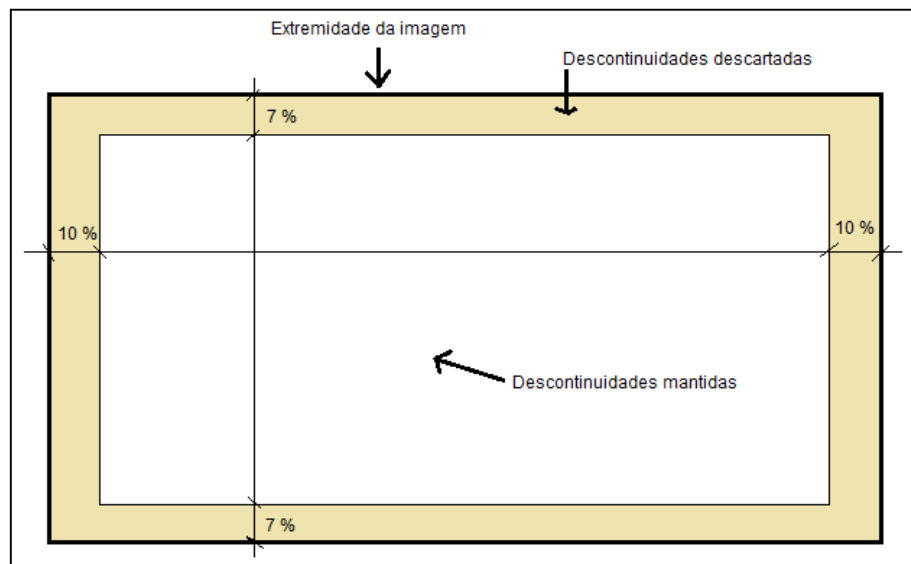 Extremidade da imagem
Descontinuidades descartadas
7 %
10 %
10 %
Descontinuidades mantidas
7 %